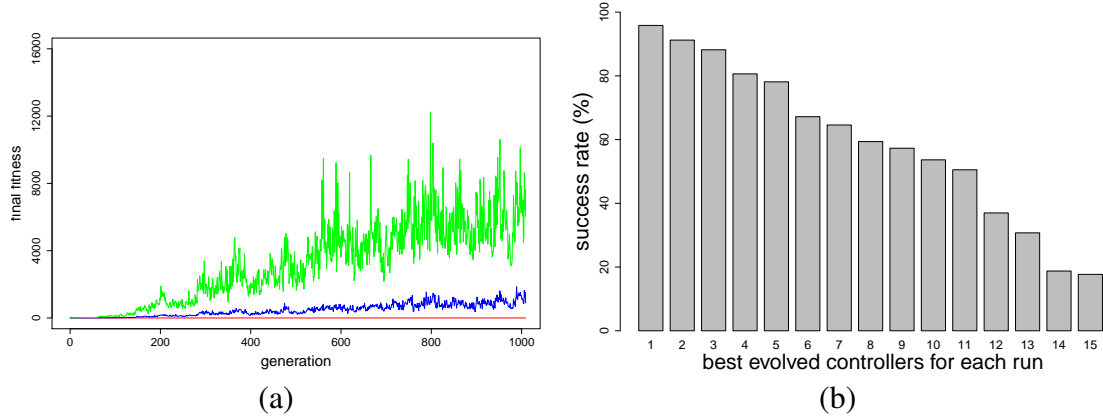 16000
12000
8000
4000
0
final fitness
0 200 400 600 800 1000
generation
(a)
100
80
60
40
20
0
success rate (%)
1 2 3 4 5 6 7 8 9 10 11 12 13 14 15
best evolved controllers for each run
(b)